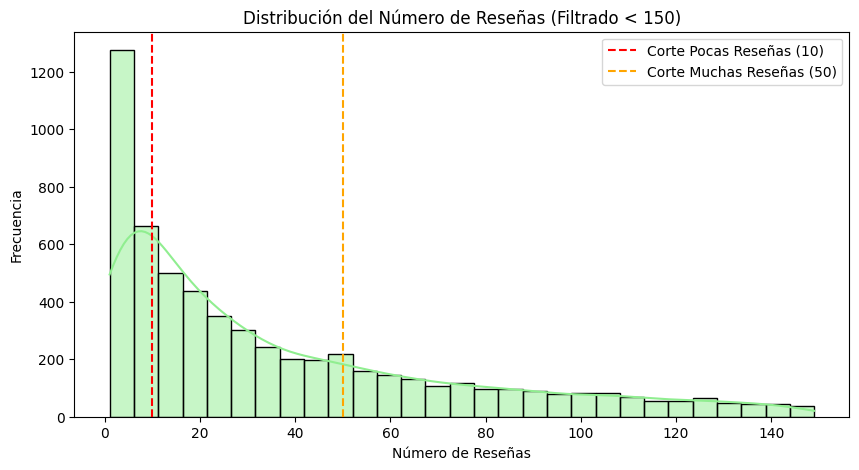 Distribución del Número de Reseñas (Filtrado < 150)
Corte Pocas Reseñas (10)
Corte Muchas Reseñas (50)
Frecuencia
1200
1000
800
600
400
200
0
0 20 40 60 80 100 120 140
Número de Reseñas